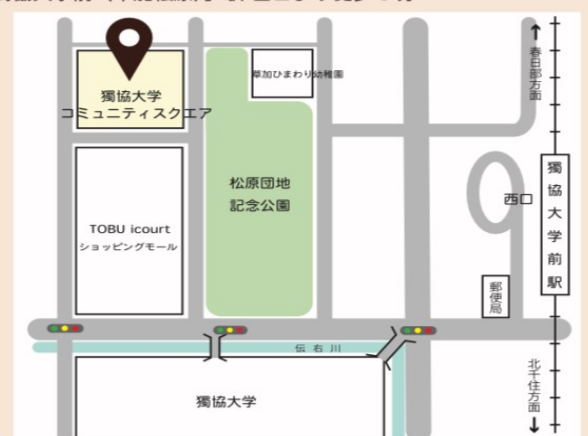 獨協大学
コミュニティスクエア
草加ひまわり幼稚園
春日部方面
松原団地
記念公園
西口
獨協大学前駅
TOBU icourt
ショッピングモール
郵便局
伝右川
獨協大学
北千住方面